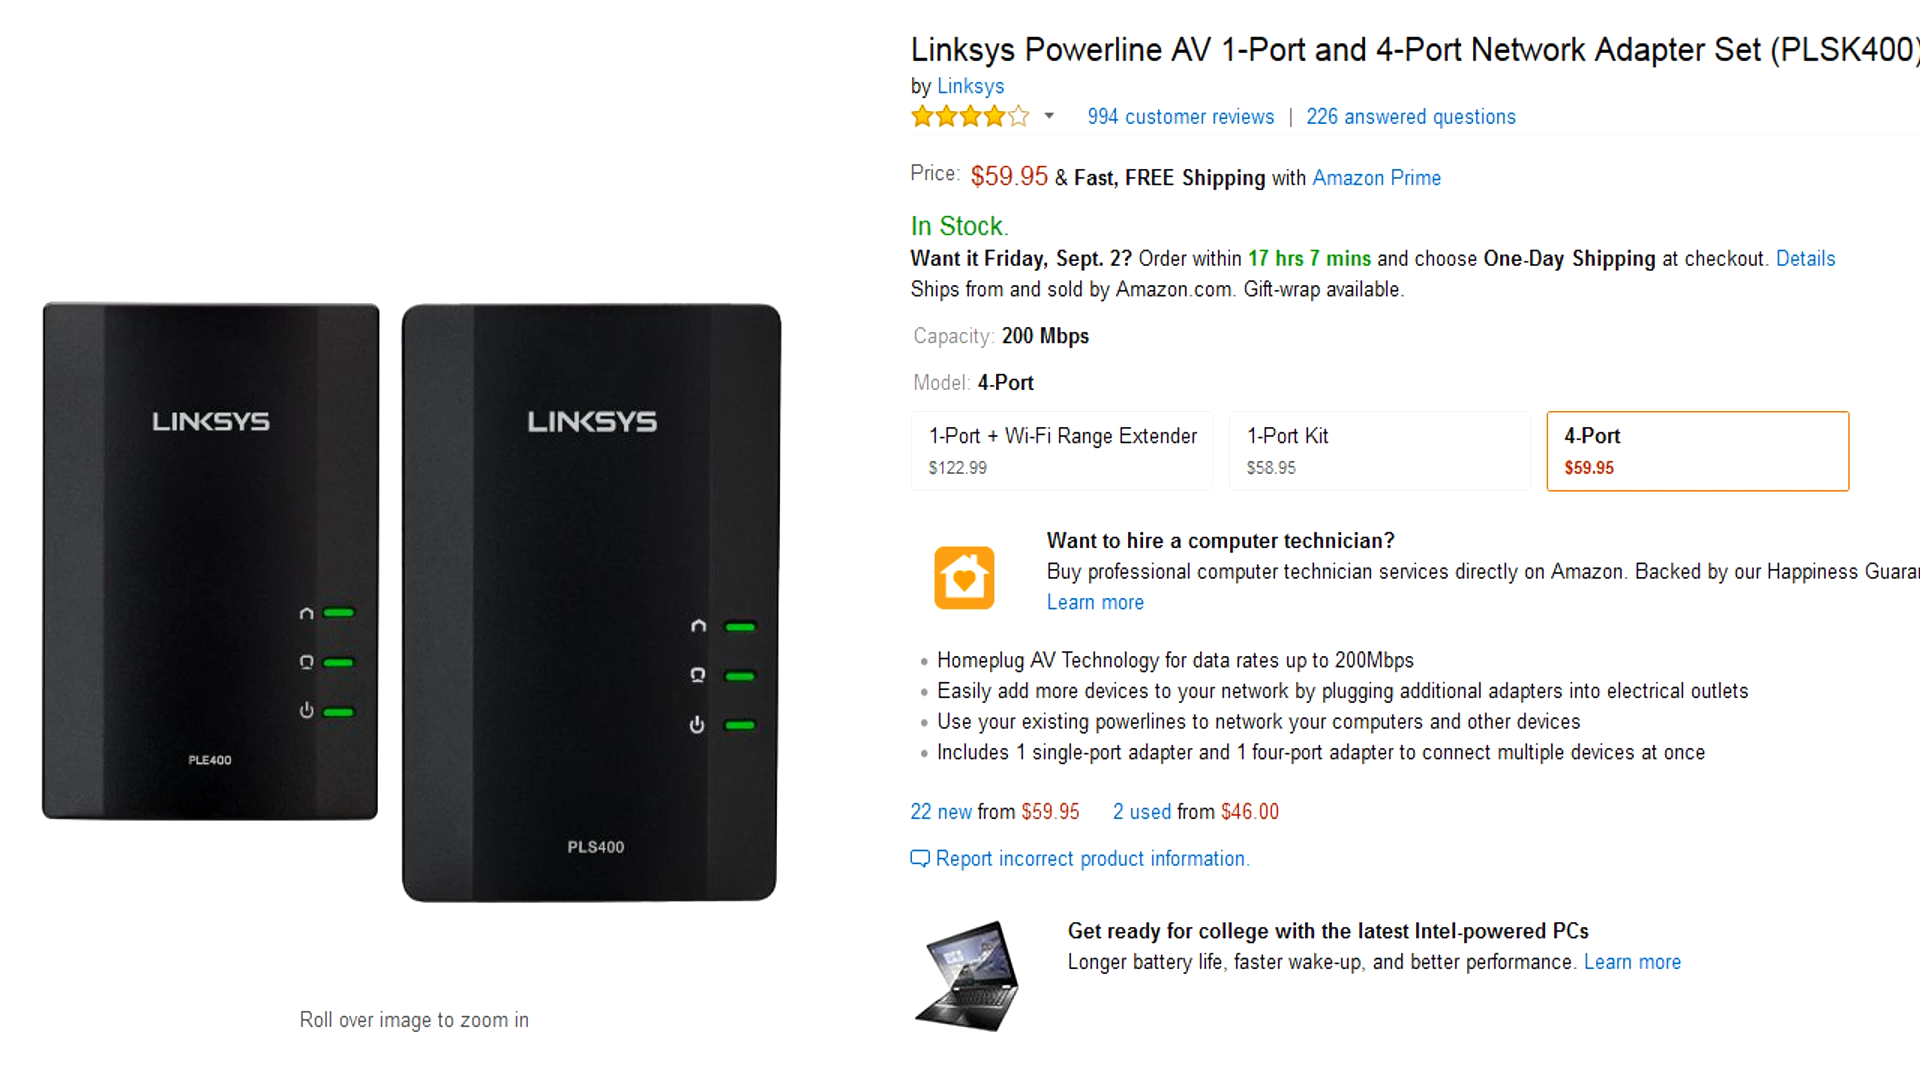 Linksys Powerline AV 1-Port and 4-Port Network Adapter Set (PLSK400)
by Linksys
994 customer reviews | 226 answered questions
Price: $59.95 & Fast, FREE Shipping with Amazon Prime
In Stock.
Want it Friday, Sept. 2? Order within 17 hrs 7 mins and choose One-Day Shipping at checkout. Details
Ships from and sold by Amazon.com. Gift-wrap available.
Capacity: 200 Mbps
Model: 4-Port
1-Port + Wi-Fi Range Extender
$122.99
1-Port Kit
$58.95
4-Port
$59.95
Want to hire a computer technician?
Buy professional computer technician services directly on Amazon. Backed by our Happiness Guara
Learn more
Homeplug AV Technology for data rates up to 200Mbps
Easily add more devices to your network by plugging additional adapters into electrical outlets
Use your existing powerlines to network your computers and other devices
Includes 1 single-port adapter and 1 four-port adapter to connect multiple devices at once
22 new from $59.95 2 used from $46.00
Report incorrect product information.
Get ready for college with the latest Intel-powered PCs
Longer battery life, faster wake-up, and better performance. Learn more
LINKSYS
PLE400
LINKSYS
PLS400
Roll over image to zoom in